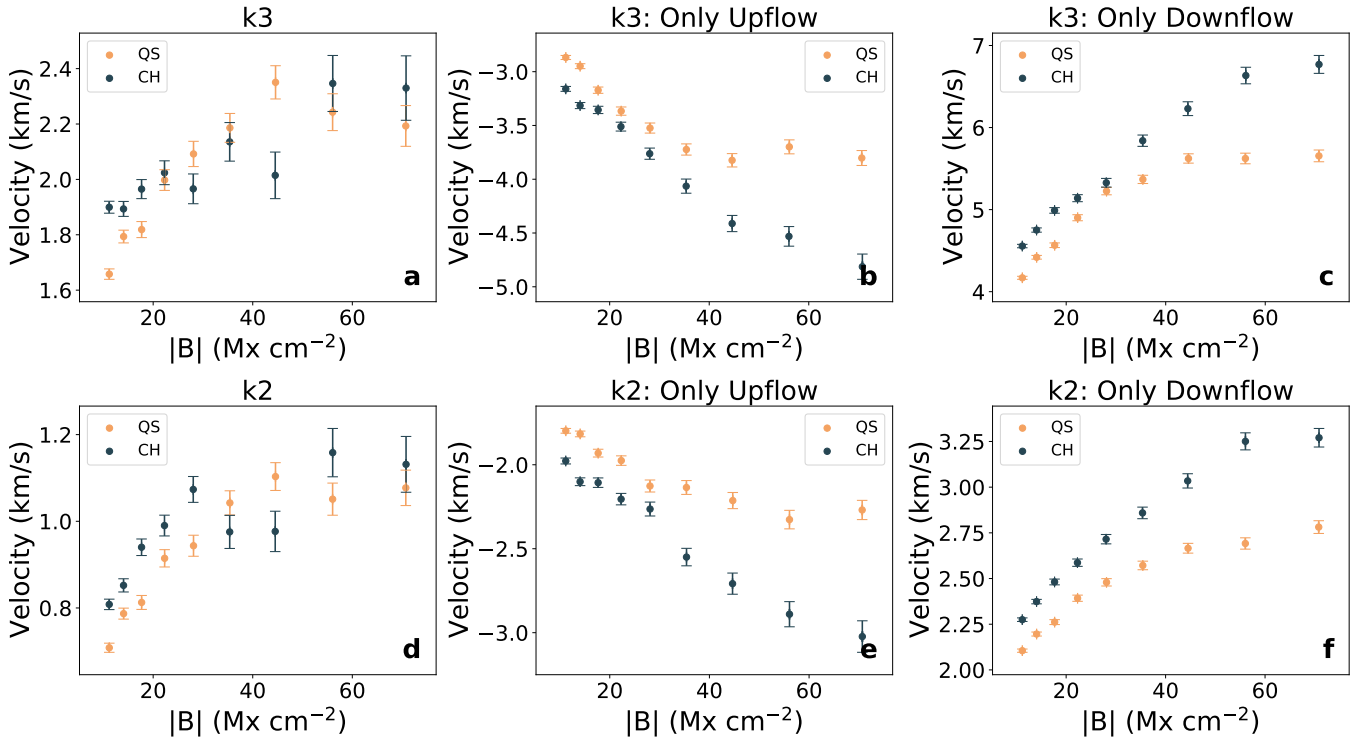 k3
k3: Only Upflow
k3: Only Downflow
QS
CH
2.4
2.2
2.0
1.8
1.6
Velocity (km/s)
a
20
40
60
|B| (Mx cm⁻²)
QS
CH
−3.0
−3.5
−4.0
−4.5
−5.0
Velocity (km/s)
b
20
40
60
|B| (Mx cm⁻²)
QS
CH
7
6
5
4
Velocity (km/s)
c
20
40
60
|B| (Mx cm⁻²)
k2
k2: Only Upflow
k2: Only Downflow
QS
CH
1.2
1.0
0.8
Velocity (km/s)
d
20
40
60
|B| (Mx cm⁻²)
QS
CH
−2.0
−2.5
−3.0
Velocity (km/s)
e
20
40
60
|B| (Mx cm⁻²)
QS
CH
3.25
3.00
2.75
2.50
2.25
2.00
Velocity (km/s)
f
20
40
60
|B| (Mx cm⁻²)